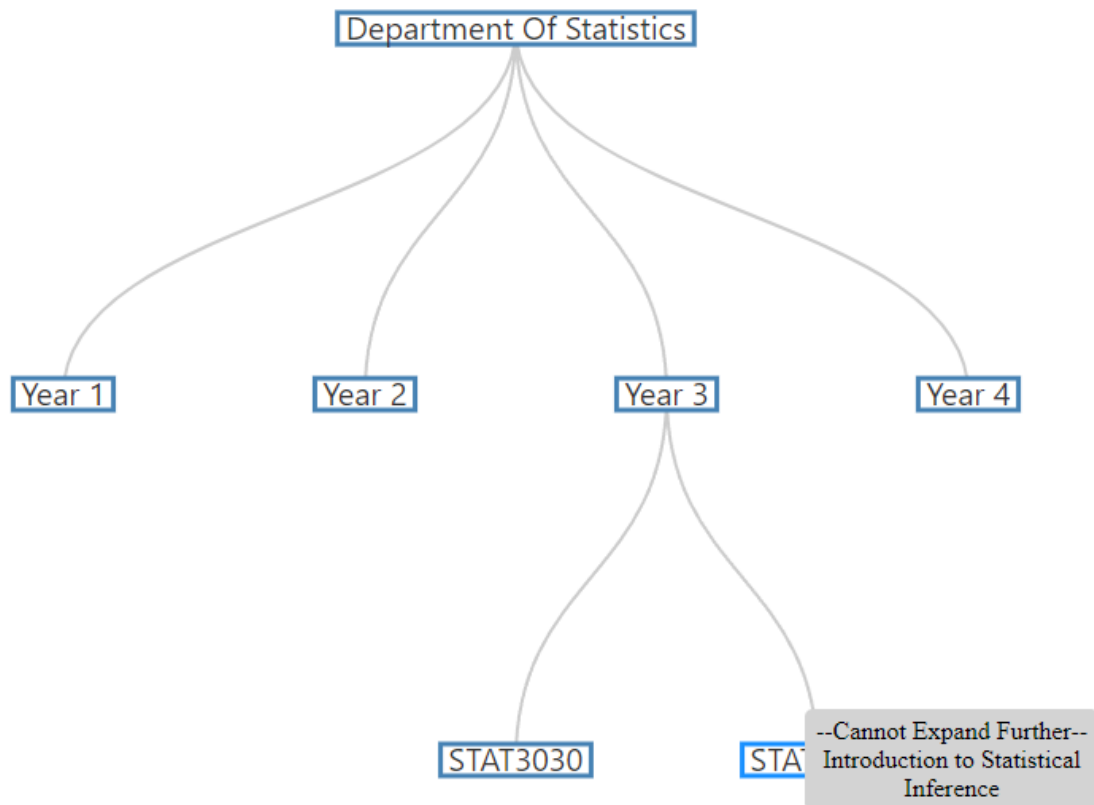 Department Of Statistics
Year 1
Year 2
Year 3
Year 4
STAT3030
--Cannot Expand Further--
Introduction to Statistical
Inference